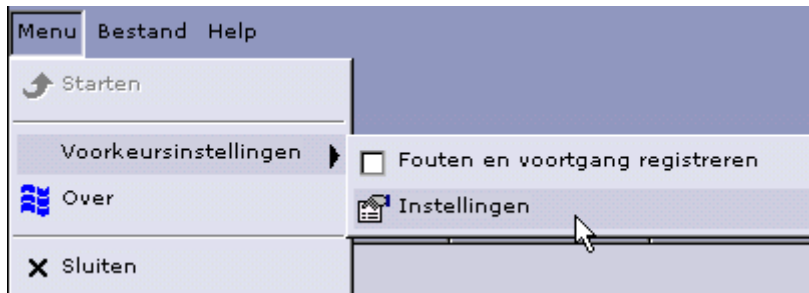 Menu Bestand Help
Starten
Voorkeursinstellingen
Fouten en voortgang registreren
Over
Instellingen
Sluiten